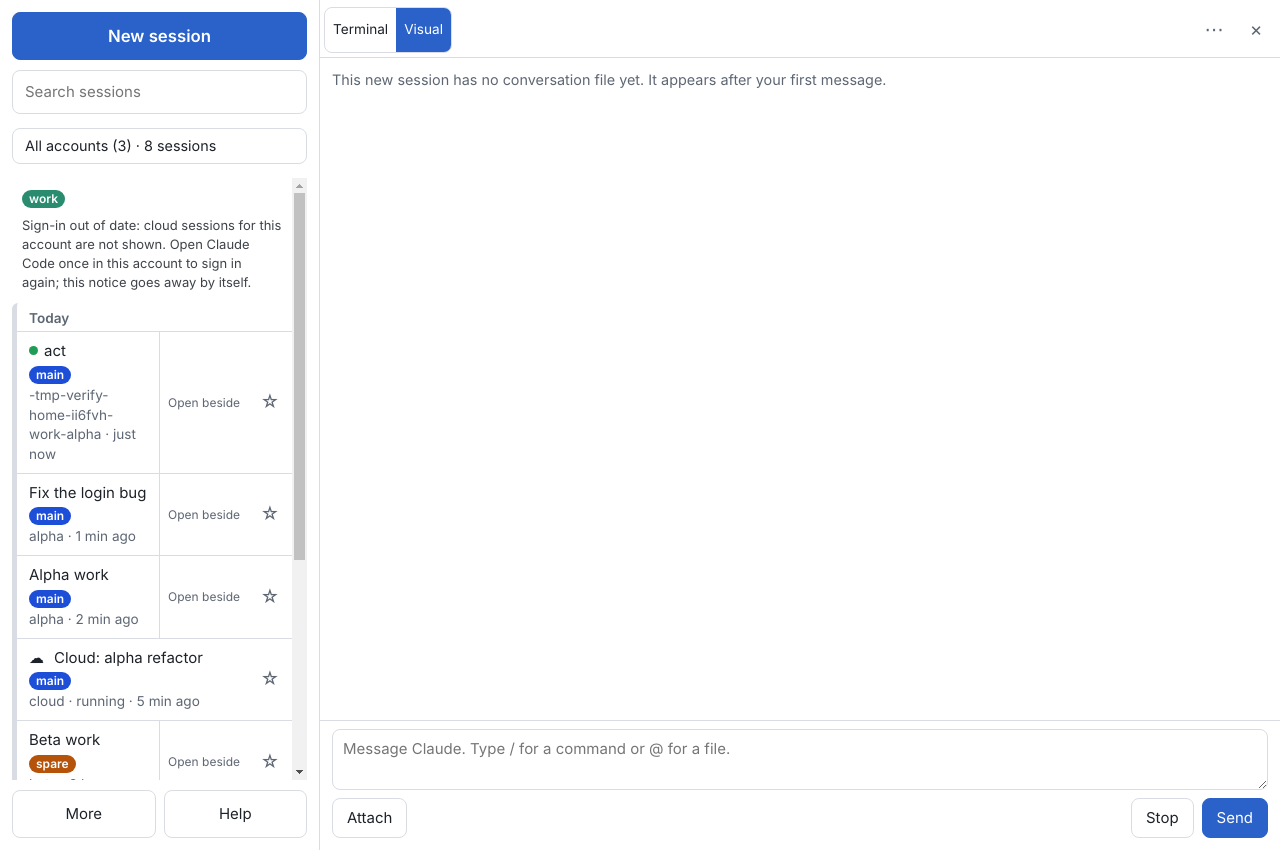 New session
Search sessions
All accounts (3) · 8 sessions
work
Sign-in out of date: cloud sessions for this
account are not shown. Open Claude
Code once in this account to sign in
again; this notice goes away by itself.
Today
act
main
-tmp-verify-
home-ii6fvh-
work-alpha · just
now
Open beside
Fix the login bug
main
alpha · 1 min ago
Open beside
Alpha work
main
alpha · 2 min ago
Open beside
Cloud: alpha refactor
main
cloud · running · 5 min ago
Beta work
spare
Open beside
More
Help
Terminal
Visual
This new session has no conversation file yet. It appears after your first message.
Message Claude. Type / for a command or @ for a file.
Attach
Stop
Send